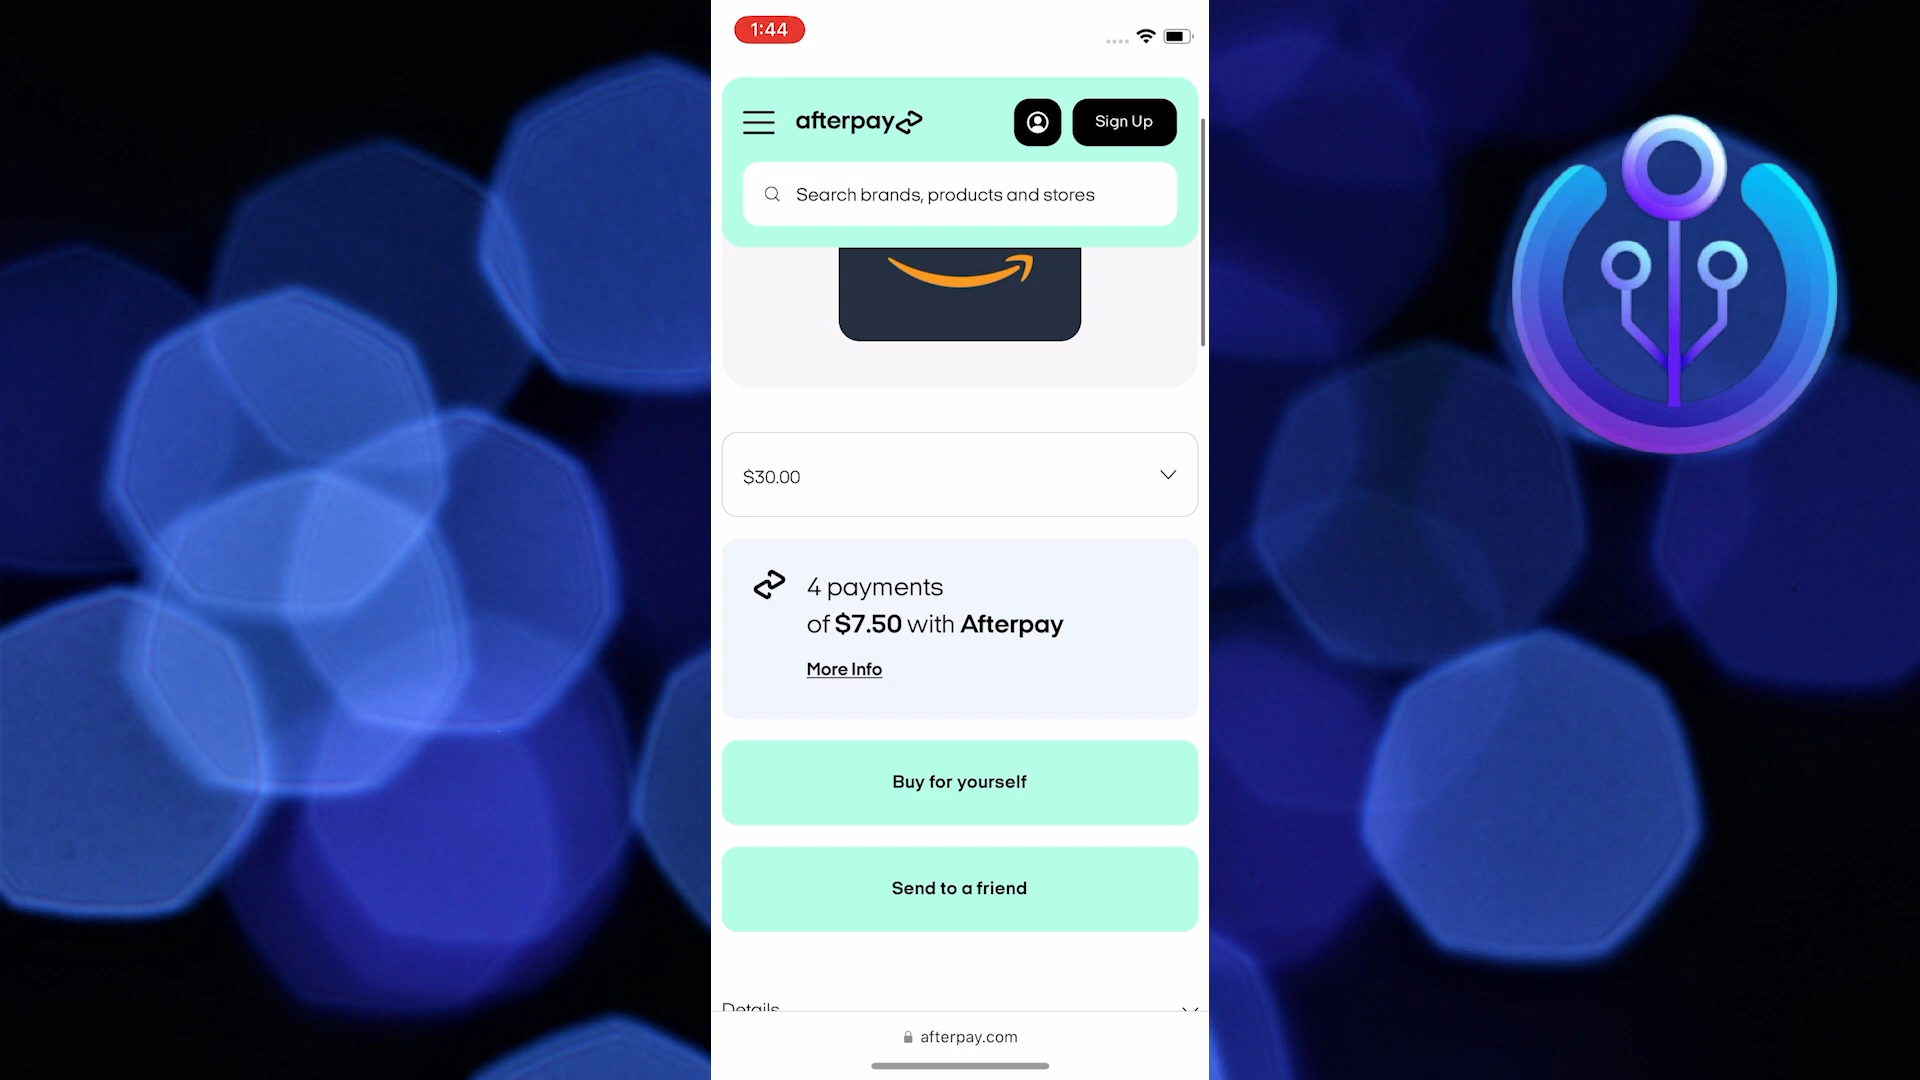 1:44
afterpay
Sign Up
Search brands, products and stores
$30.00
4 payments
of $7.50 with Afterpay
More Info
Buy for yourself
Send to a friend
Details
afterpay.com